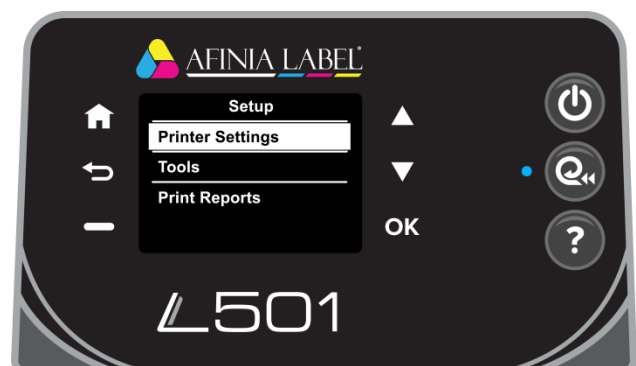 AFINIA LABEL
Setup
Printer Settings
Tools
Print Reports
OK
?
L501